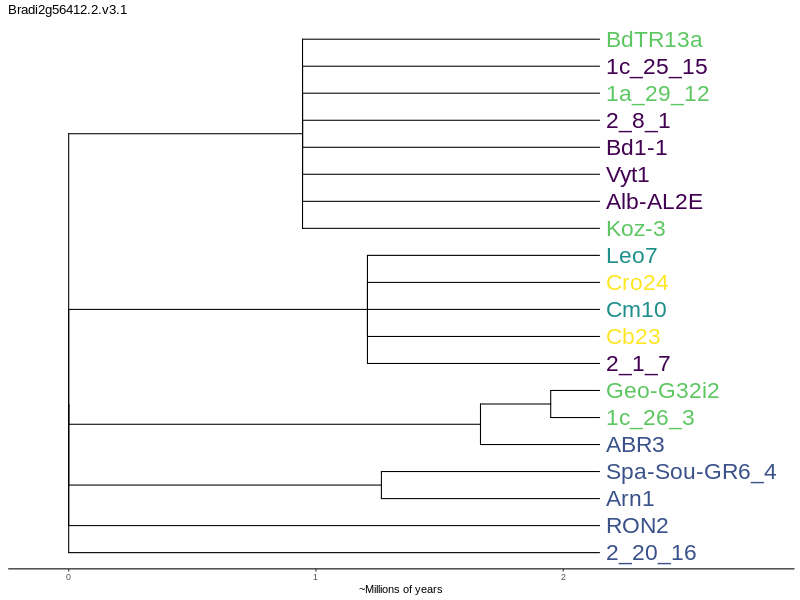 Bradi2g56412.2.v3.1
BdTR13a
1c_25_15
1a_29_12
2_8_1
Bd1-1
Vyt1
Alb-AL2E
Koz-3
Leo7
Cro24
Cm10
Cb23
2_1_7
Geo-G32i2
1c_26_3
ABR3
Spa-Sou-GR6_4
Arn1
RON2
2_20_16
0 1 2
~Millions of years